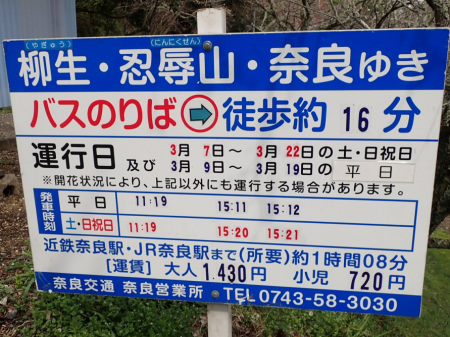 (やぎゅう) (にんにくせん)
柳生・忍辱山・奈良ゆき
バスのりば➡徒歩約 16 分
運行日 及び 3月 7日～ 3月 22日の土・日祝日
3月 9日～ 3月 19日の 平 日
※開花状況により、上記以外にも運行する場合があります。
発車時刻 平 日 11:19 15:11 15:12
土・日祝日 11:19 15:20 15:21
近鉄奈良駅・JR奈良駅まで(所要)約1時間08分
[運賃] 大人1,430円 小児 720円
奈良交通 奈良営業所 TEL 0743-58-3030